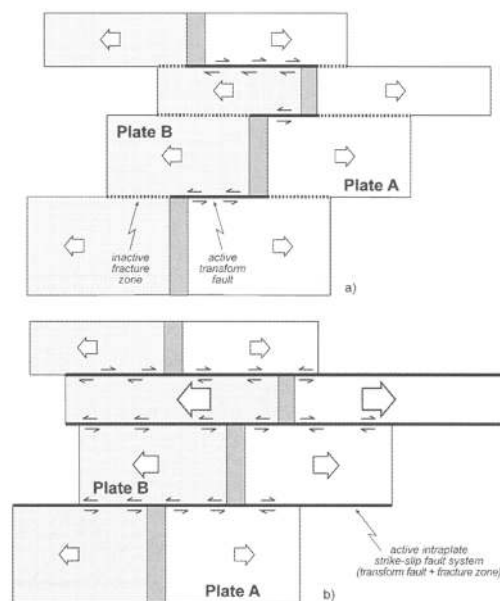 Plate B
Plate A
inactive
fracture
zone
active
transform
fault
a)
Plate B
Plate A
active intraplate
strike-slip fault system
(transform fault + fracture zone)
b)